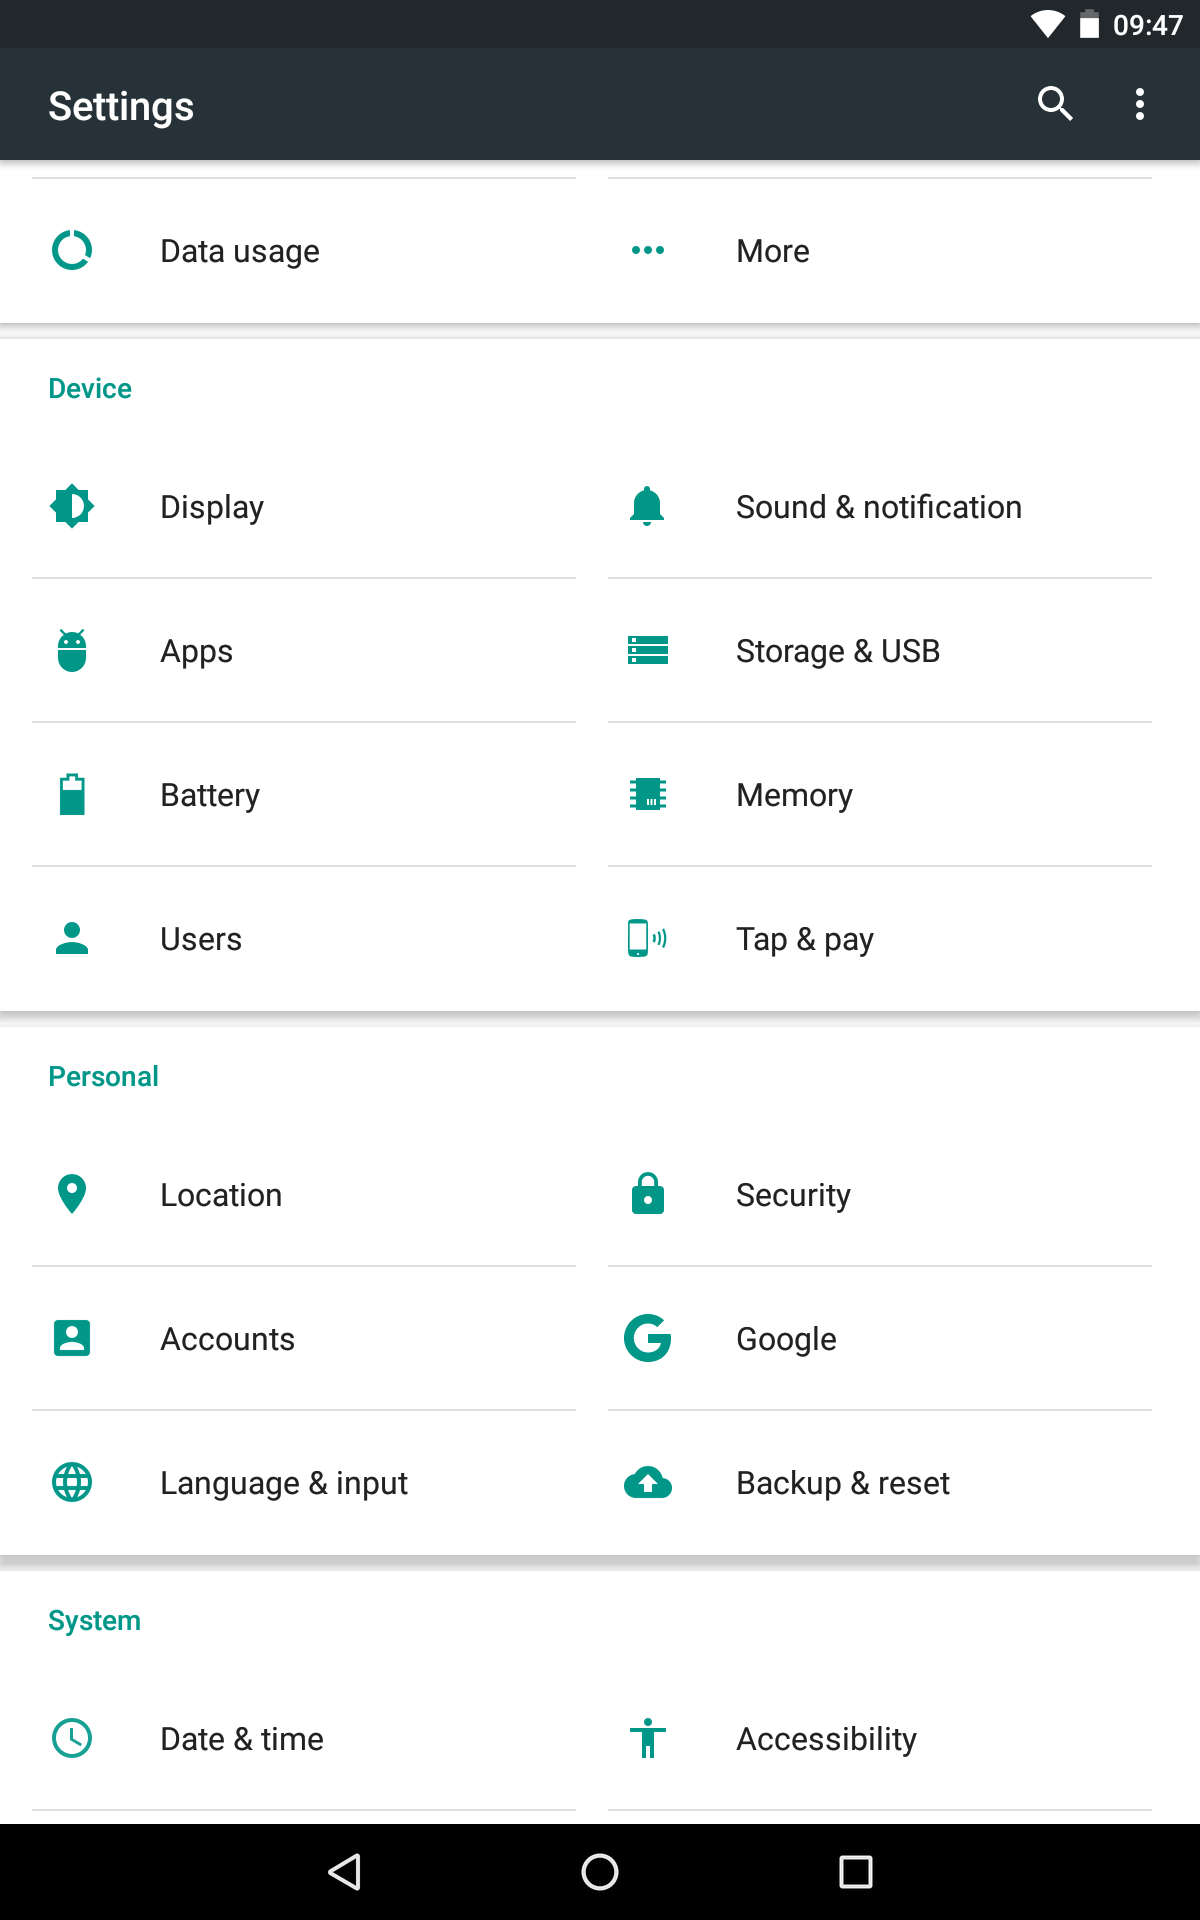 09:47
Settings
Data usage
More
Device
Display
Sound & notification
Apps
Storage & USB
Battery
Memory
Users
Tap & pay
Personal
Location
Security
Accounts
Google
Language & input
Backup & reset
System
Date & time
Accessibility